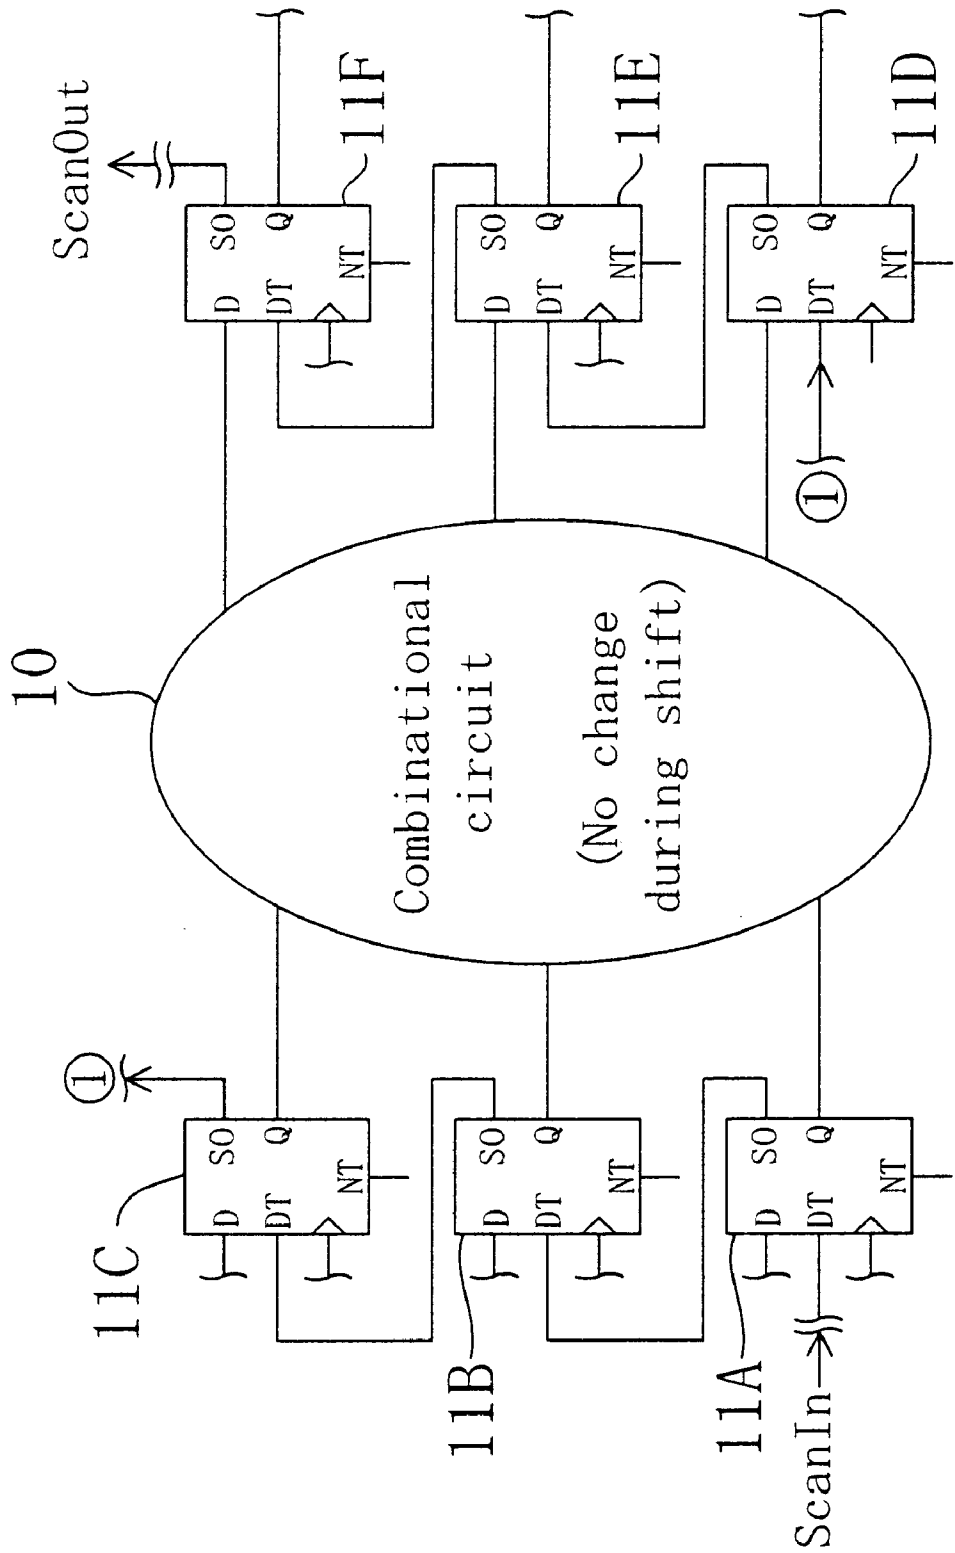 ScanOut
11F
11E
11D
D
SO
DT
Q
NT
D
SO
DT
Q
NT
D
SO
DT
Q
NT
①
10
Combinational
circuit
(No change
during shift)
①
11C
11B
11A
D
SO
DT
Q
NT
D
SO
DT
Q
NT
D
SO
DT
Q
NT
ScanIn